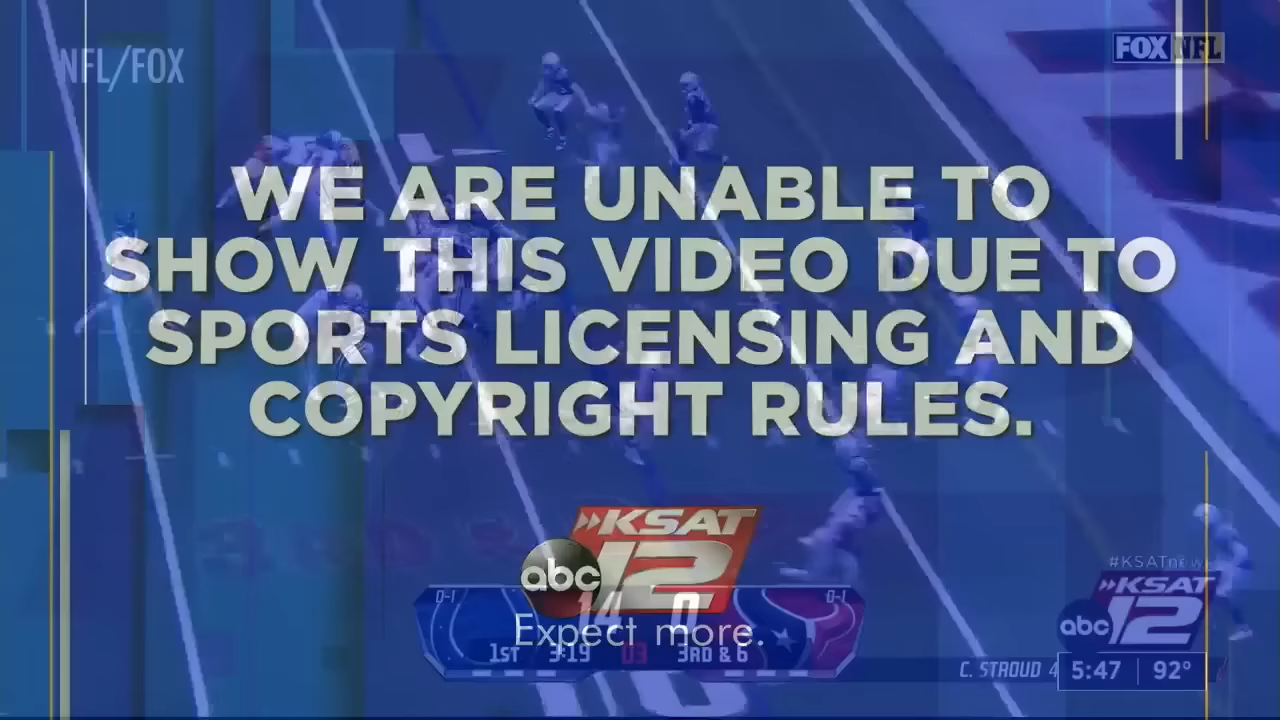 NFL/FOX
FOX NFL
WE ARE UNABLE TO
SHOW THIS VIDEO DUE TO
SPORTS LICENSING AND
COPYRIGHT RULES.
KSAT
abc 12
Expect more.
0-1 14 0 0-1
1ST 3:19 03 3RD & 6
C. STROUD 4
#KSATnews
KSAT
abc 12
5:47 92°